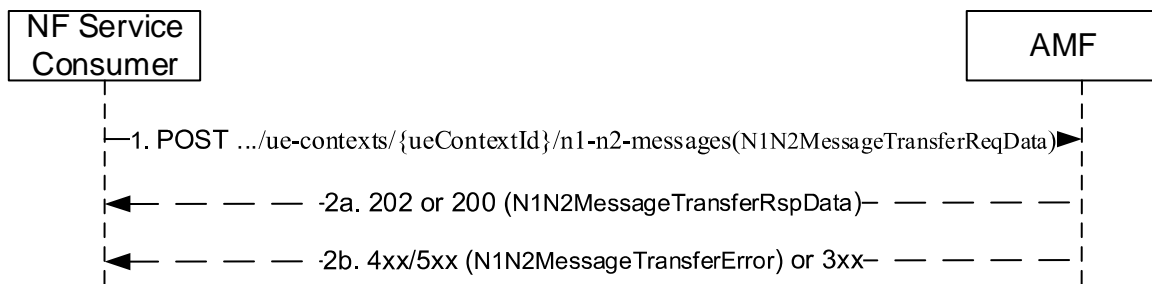 NF Service
Consumer
AMF
1. POST .../ue-contexts/{ueContextId}/n1-n2-messages(N1N2MessageTransferReqData)
2a. 202 or 200 (N1N2MessageTransferRspData)
2b. 4xx/5xx (N1N2MessageTransferError) or 3xx